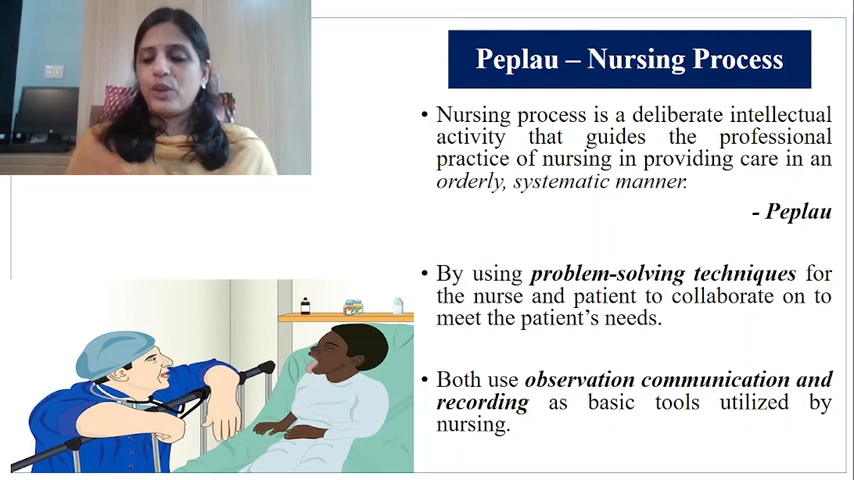 Peplau – Nursing Process
• Nursing process is a deliberate intellectual
activity that guides the professional
practice of nursing in providing care in an
orderly, systematic manner.
- Peplau
• By using problem-solving techniques for
the nurse and patient to collaborate on to
meet the patient’s needs.
• Both use observation communication and
recording as basic tools utilized by
nursing.